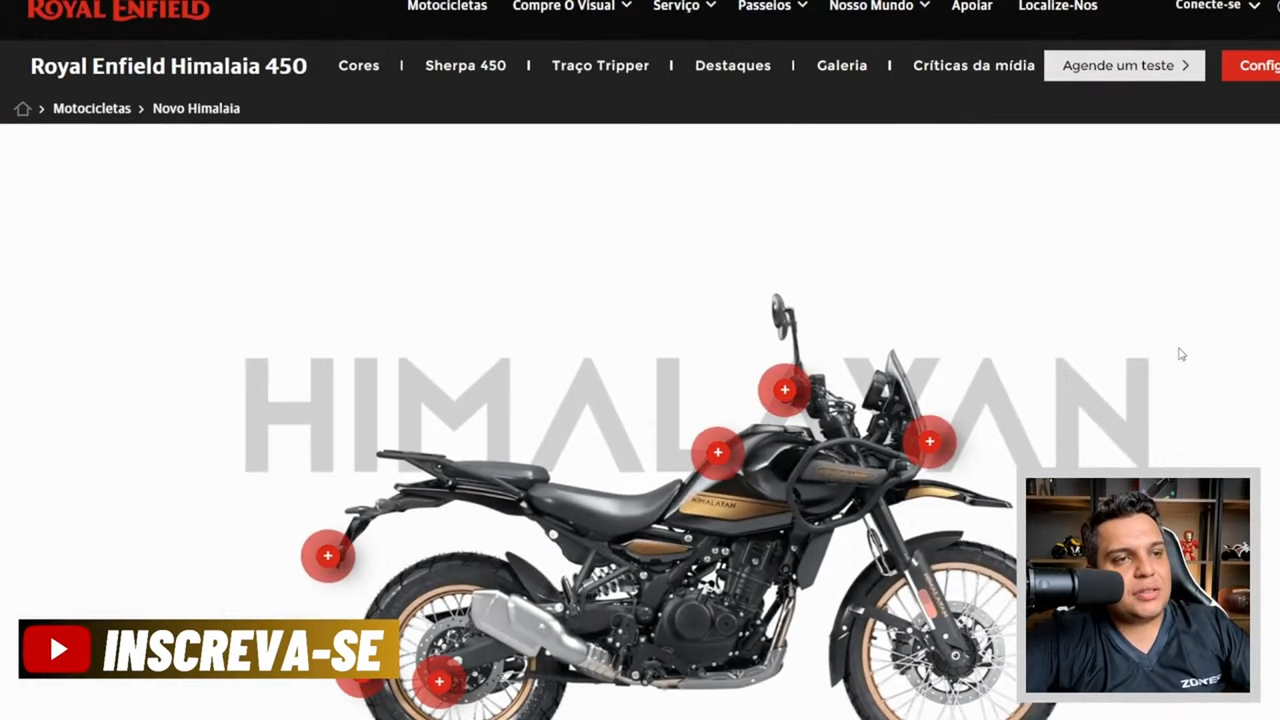 ROYAL ENFIELD
Motocicletas Compre O Visual Serviço Passeios Nosso Mundo Apoiar Localize-Nos Conecte-se
Royal Enfield Himalaia 450 Cores | Sherpa 450 | Traço Tripper | Destaques | Galeria | Críticas da mídia Agende um teste > Config
> Motocicletas > Novo Himalaia
HIMALAYAN
HIMALAYAN
INSCREVA-SE